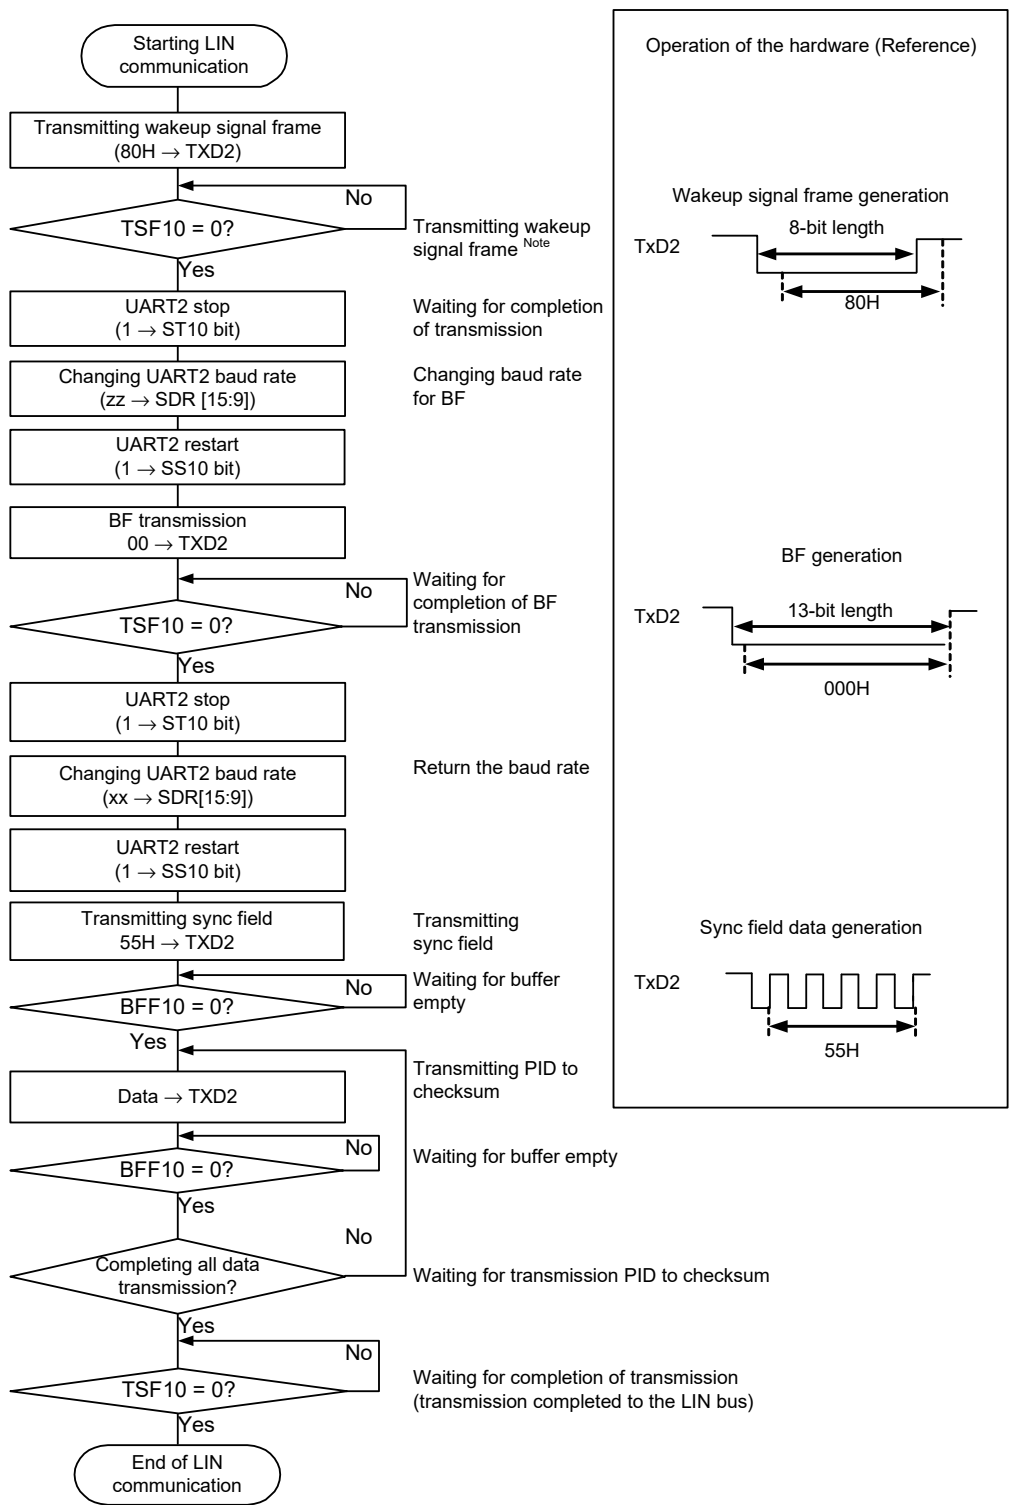 Starting LIN
communication
Transmitting wakeup signal frame
(80H → TXD2)
No
TSF10 = 0?
Transmitting wakeup
signal frame Note
Yes
UART2 stop
(1 → ST10 bit)
Waiting for completion
of transmission
Changing UART2 baud rate
(zz → SDR [15:9])
Changing baud rate
for BF
UART2 restart
(1 → SS10 bit)
BF transmission
00 → TXD2
No
Waiting for
completion of BF
transmission
TSF10 = 0?
Yes
UART2 stop
(1 → ST10 bit)
Changing UART2 baud rate
(xx → SDR[15:9])
Return the baud rate
UART2 restart
(1 → SS10 bit)
Transmitting sync field
55H → TXD2
Transmitting
sync field
No
Waiting for buffer
empty
BFF10 = 0?
Yes
Transmitting PID to
checksum
Data → TXD2
No
BFF10 = 0?
Waiting for buffer empty
Yes
No
Completing all data
transmission?
Waiting for transmission PID to checksum
Yes
No
TSF10 = 0?
Waiting for completion of transmission
(transmission completed to the LIN bus)
Yes
End of LIN
communication
Operation of the hardware (Reference)
Wakeup signal frame generation
8-bit length
TxD2
80H
BF generation
13-bit length
TxD2
000H
Sync field data generation
TxD2
55H